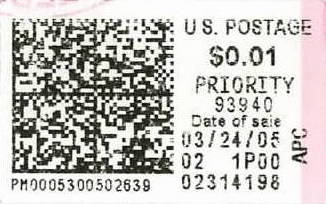 U.S. POSTAGE
$0.01
PRIORITY
93940
Date of sale
03/24/05
02 1P00
02314198
APC
PM0005300502639